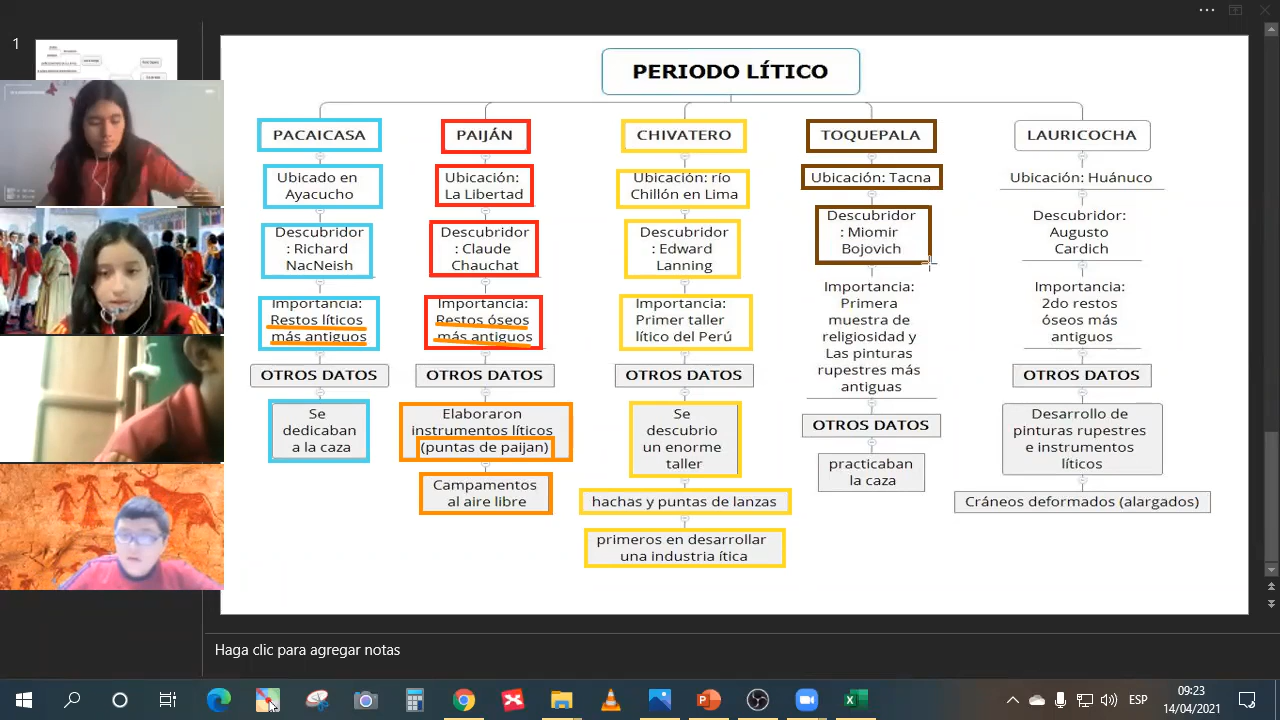 1
PERIODO LÍTICO
PACAICASA
Ubicado en
Ayacucho
Descubridor
: Richard
NacNeish
Importancia:
Restos líticos
más antiguos
OTROS DATOS
Se
dedicaban
a la caza
PAIJÁN
Ubicación:
La Libertad
Descubridor
: Claude
Chauchat
Importancia:
Restos óseos
más antiguos
OTROS DATOS
Elaboraron
instrumentos líticos
(puntas de paijan)
Campamentos
al aire libre
CHIVATERO
Ubicación: río
Chillón en Lima
Descubridor
: Edward
Lanning
Importancia:
Primer taller
lítico del Perú
OTROS DATOS
Se
descubrio
un enorme
taller
hachas y puntas de lanzas
primeros en desarrollar
una industria ítica
TOQUEPALA
Ubicación: Tacna
Descubridor
: Miomir
Bojovich
Importancia:
Primera
muestra de
religiosidad y
Las pinturas
rupestres más
antiguas
OTROS DATOS
practicaban
la caza
LAURICOCHA
Ubicación: Huánuco
Descubridor:
Augusto
Cardich
Importancia:
2do restos
óseos más
antiguos
OTROS DATOS
Desarrollo de
pinturas rupestres
e instrumentos
líticos
Cráneos deformados (alargados)
Haga clic para agregar notas
ESP
09:23
14/04/2021